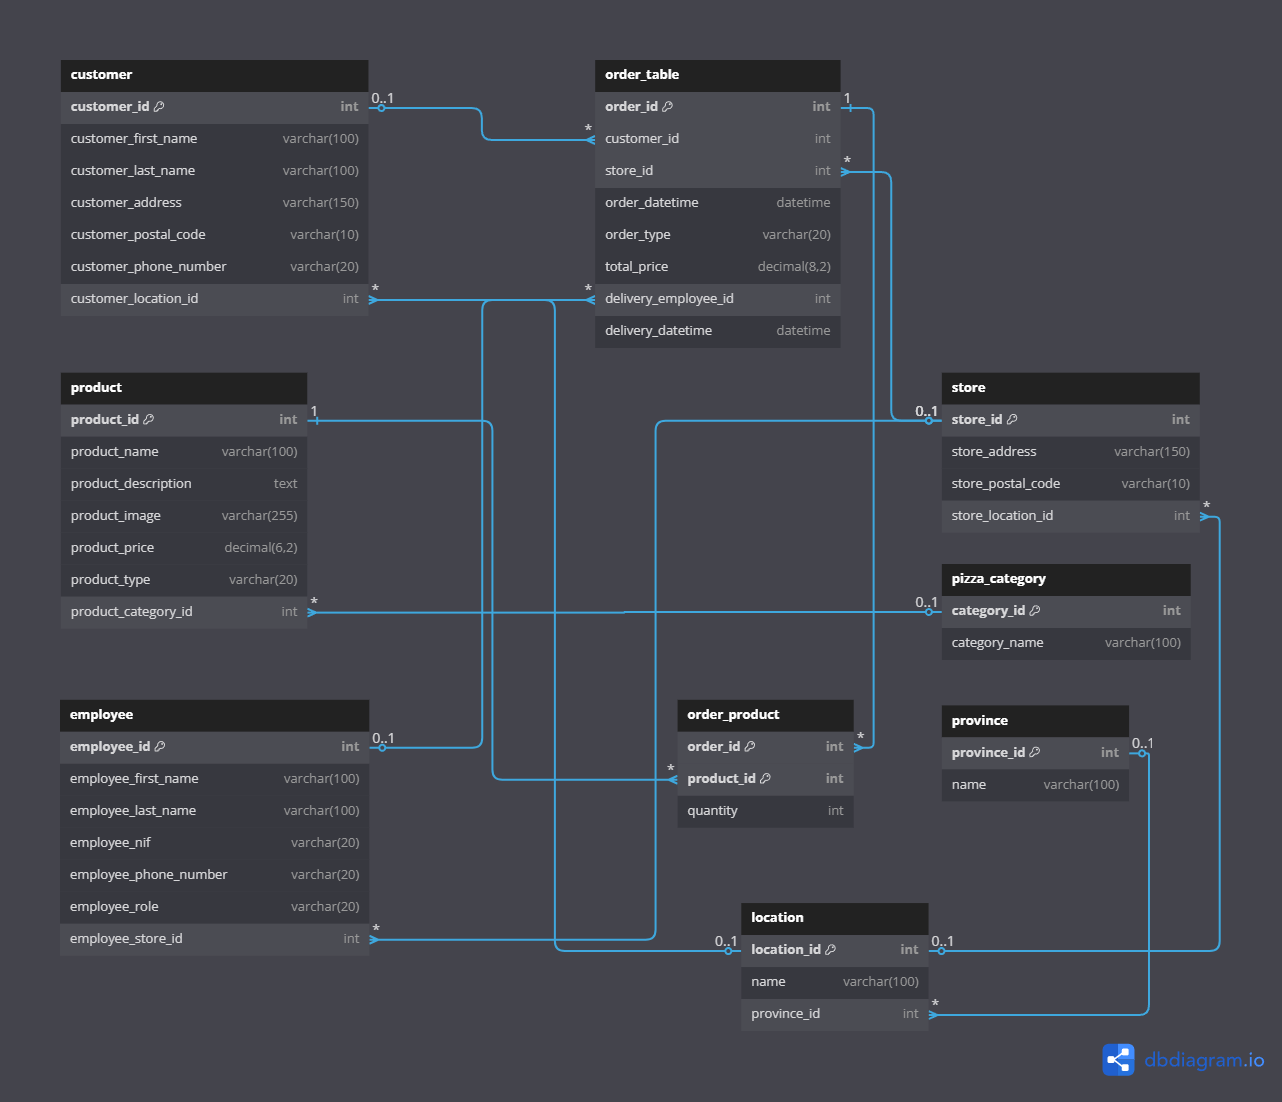 customer
customer_id int
customer_first_name varchar(100)
customer_last_name varchar(100)
customer_address varchar(150)
customer_postal_code varchar(10)
customer_phone_number varchar(20)
customer_location_id int
0..1
*
*
*
order_table
order_id int
customer_id int
store_id int
order_datetime datetime
order_type varchar(20)
total_price decimal(8,2)
delivery_employee_id int
delivery_datetime datetime
1
*
product
product_id int
product_name varchar(100)
product_description text
product_image varchar(255)
product_price decimal(6,2)
product_type varchar(20)
product_category_id int
1
*
0..1
store
store_id int
store_address varchar(150)
store_postal_code varchar(10)
store_location_id int
*
0..1
pizza_category
category_id int
category_name varchar(100)
employee
employee_id int
employee_first_name varchar(100)
employee_last_name varchar(100)
employee_nif varchar(20)
employee_phone_number varchar(20)
employee_role varchar(20)
employee_store_id int
0..1
*
*
order_product
order_id int
product_id int
quantity int
*
province
province_id int
name varchar(100)
0..1
0..1
location
location_id int
name varchar(100)
province_id int
0..1
*
dbdiagram.io